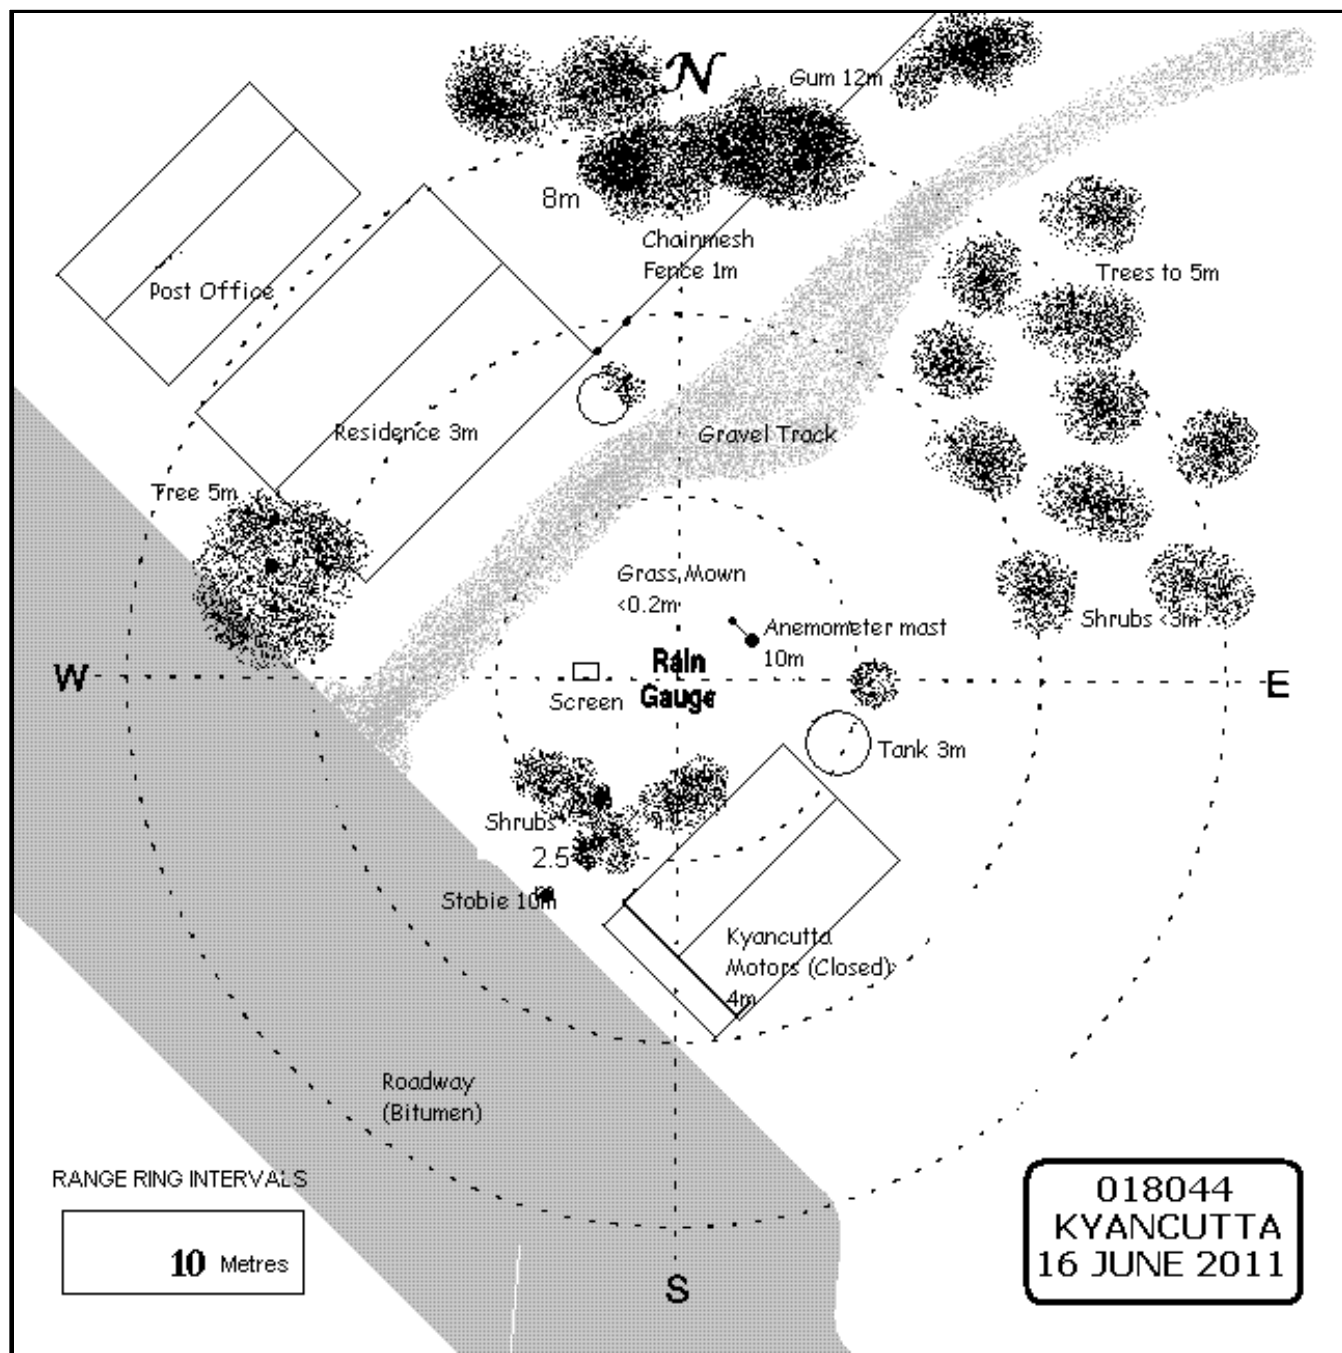 N
Gum 12m
8m
Chainmesh
Fence 1m
Trees to 5m
Post Office
Residence 3m
Gravel Track
Tree 5m
Grass Mown
<0.2m
Shrubs <3m
Anemometer mast
10m
W
Rain
Gauge
E
Screen
Tank 3m
Shrubs
2.5
m
Stobie 10m
Kyancutta
Motors (Closed)
4m
Roadway
(Bitumen)
RANGE RING INTERVALS
10 Metres
S
018044
KYANCUTTA
16 JUNE 2011